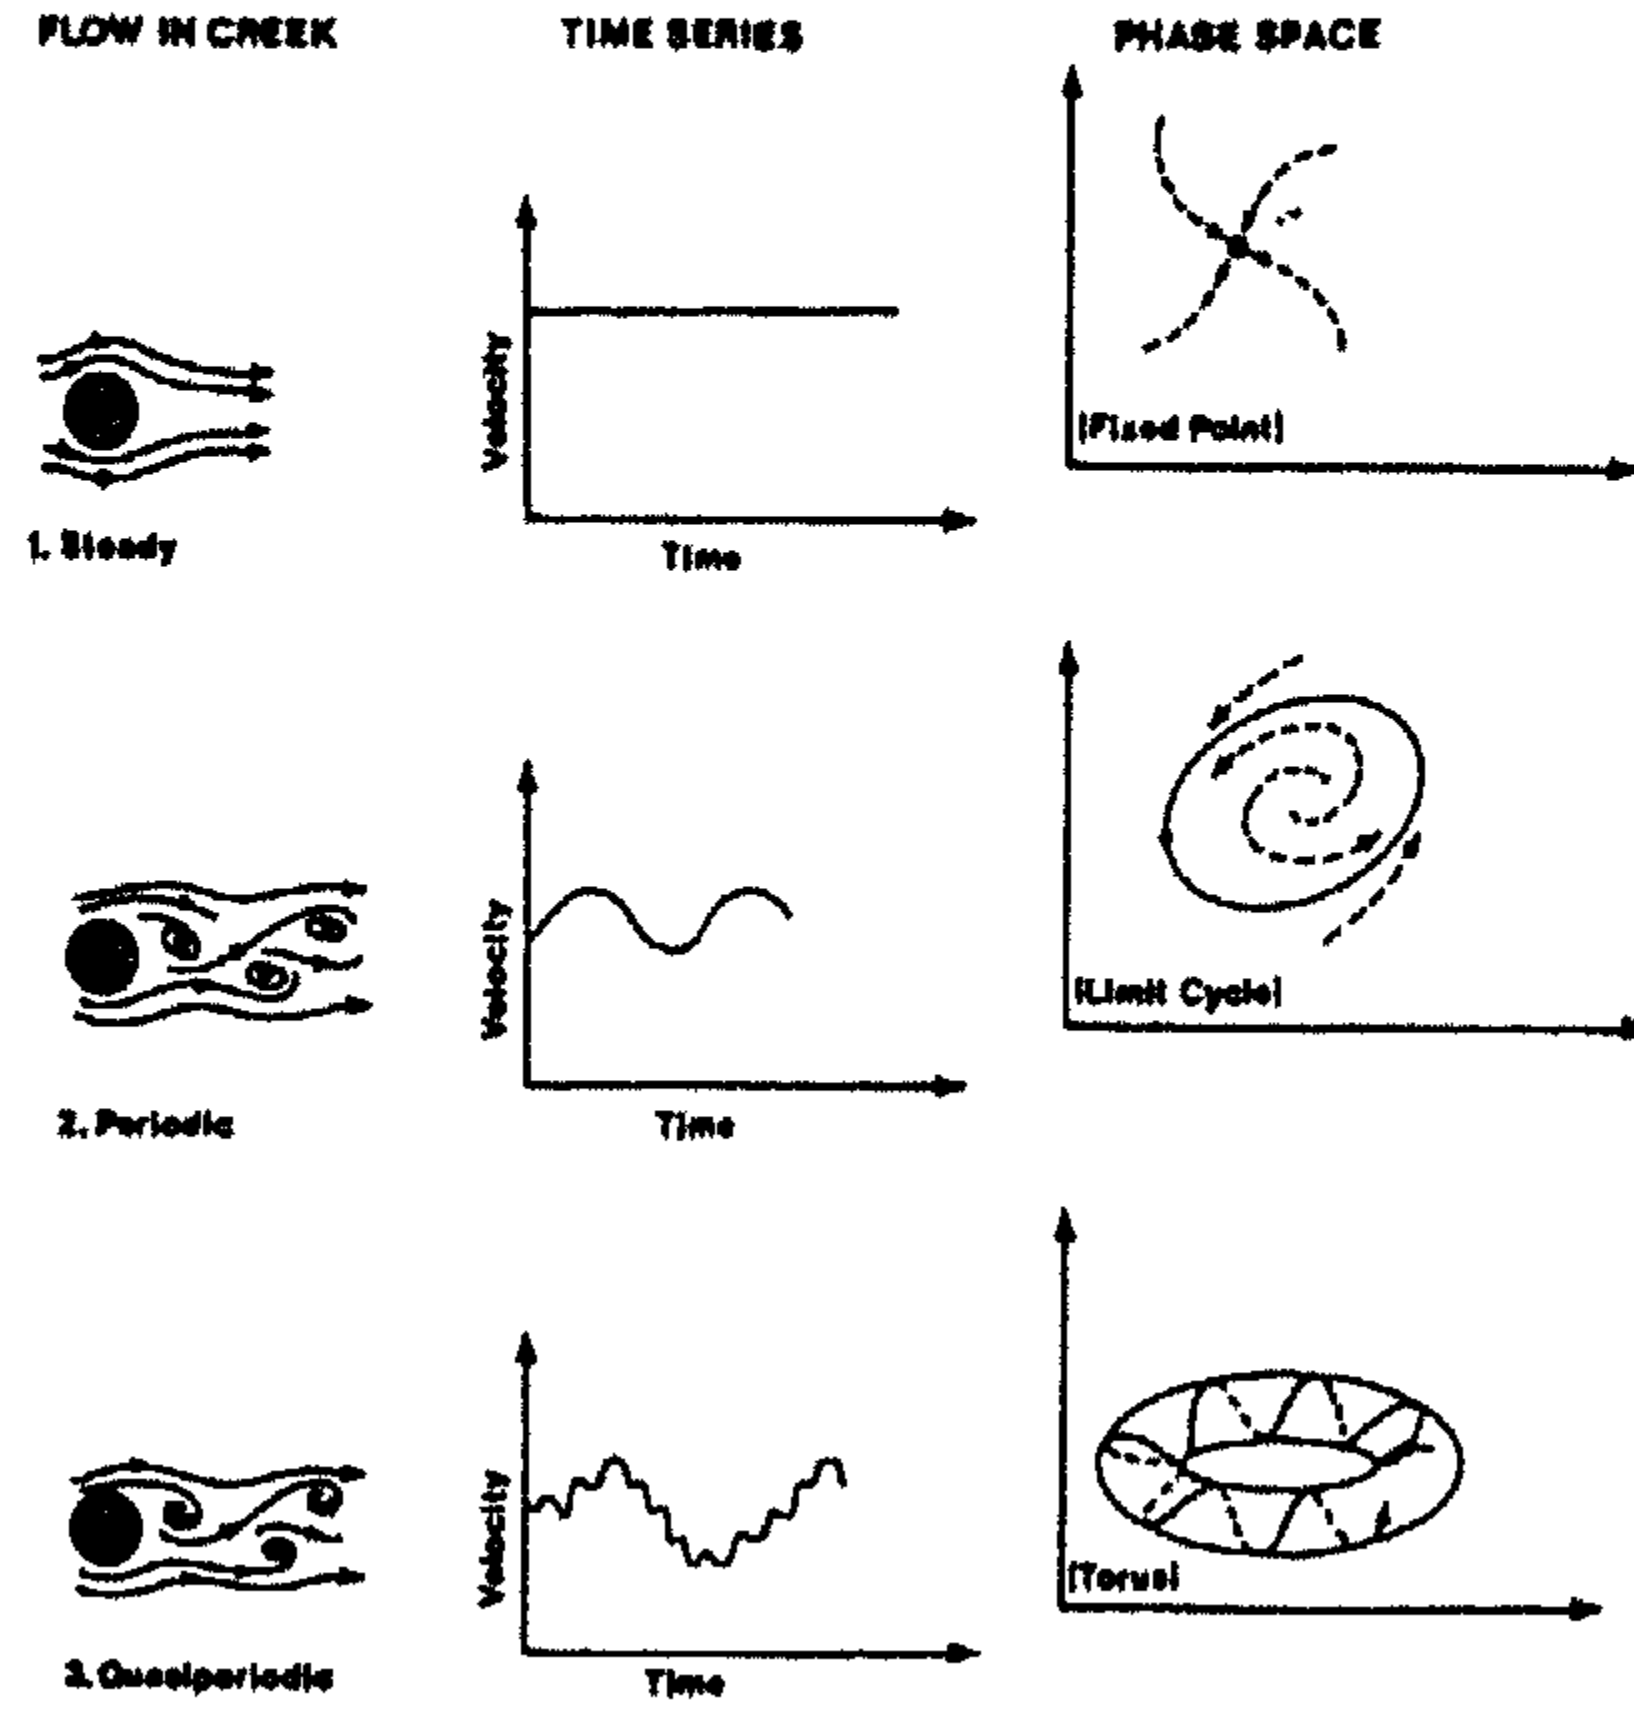 FLOW IN CREEK
TIME SERIES
PHASE SPACE
Velocity
Time
(Fixed Point)
1. Steady
Velocity
Time
(Limit Cycle)
2. Periodic
Velocity
Time
(Torus)
3. Quasiperiodic